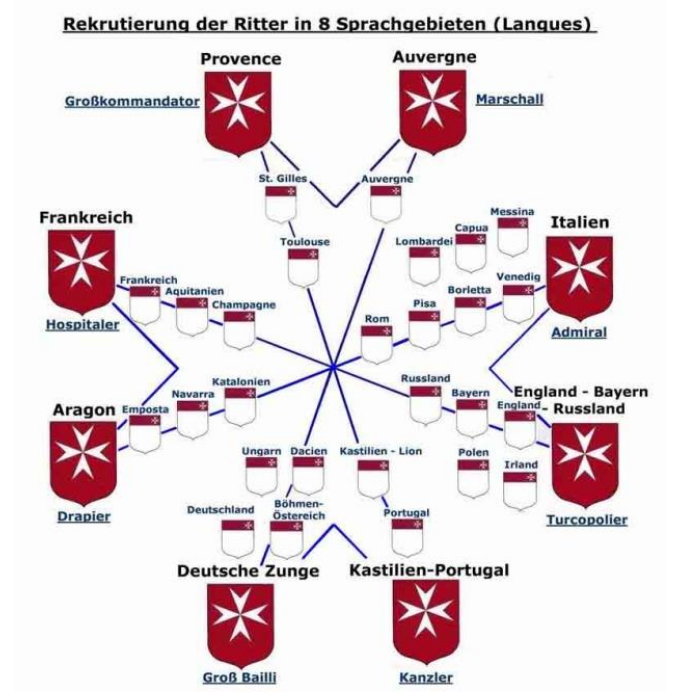 Rekrutierung der Ritter in 8 Sprachgebieten (Langues)
Provence
Auvergne
Großkommandator
Marschall
St. Gilles
Auvergne
Toulouse
Frankreich
Frankreich
Aquitanien
Champagne
Hospitaler
Messina
Capua
Lombardei
Italien
Venedig
Borletta
Pisa
Rom
Admiral
Aragon
Emposta
Navarra
Katalonien
Drapier
Russland
Bayern
England
England - Bayern
- Russland
Polen
Irland
Turcopolier
Ungarn
Dacien
Deutschland
Böhmen-
Östereich
Deutsche Zunge
Groß Bailli
Kastilien - Lion
Portugal
Kastilien-Portugal
Kanzler